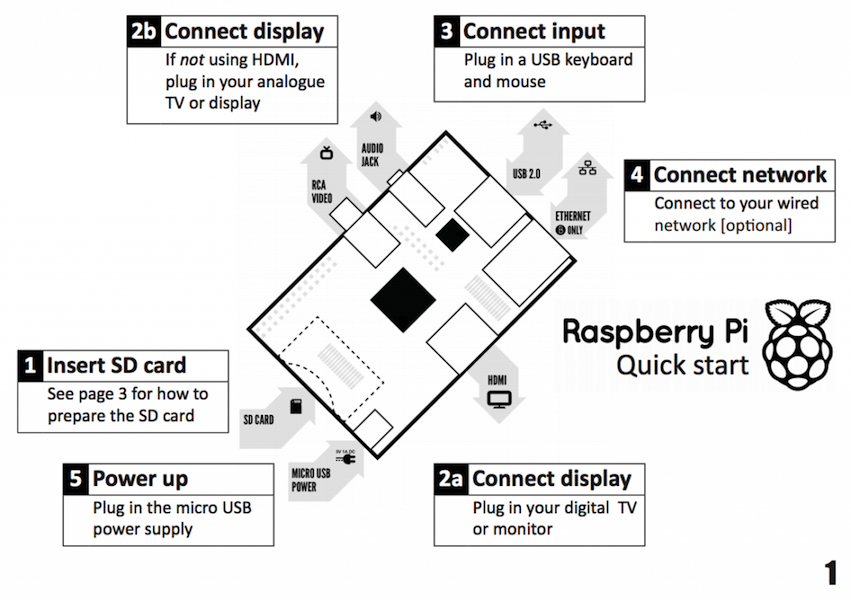 2b Connect display
If not using HDMI,
plug in your analogue
TV or display
3 Connect input
Plug in a USB keyboard
and mouse
AUDIO
JACK
RCA
VIDEO
USB 2.0
ETHERNET
B ONLY
4 Connect network
Connect to your wired
network [optional]
Raspberry Pi
Quick start
1 Insert SD card
See page 3 for how to
prepare the SD card
SD CARD
HDMI
5V 1A DC
MICRO USB
POWER
5 Power up
Plug in the micro USB
power supply
2a Connect display
Plug in your digital TV
or monitor
1